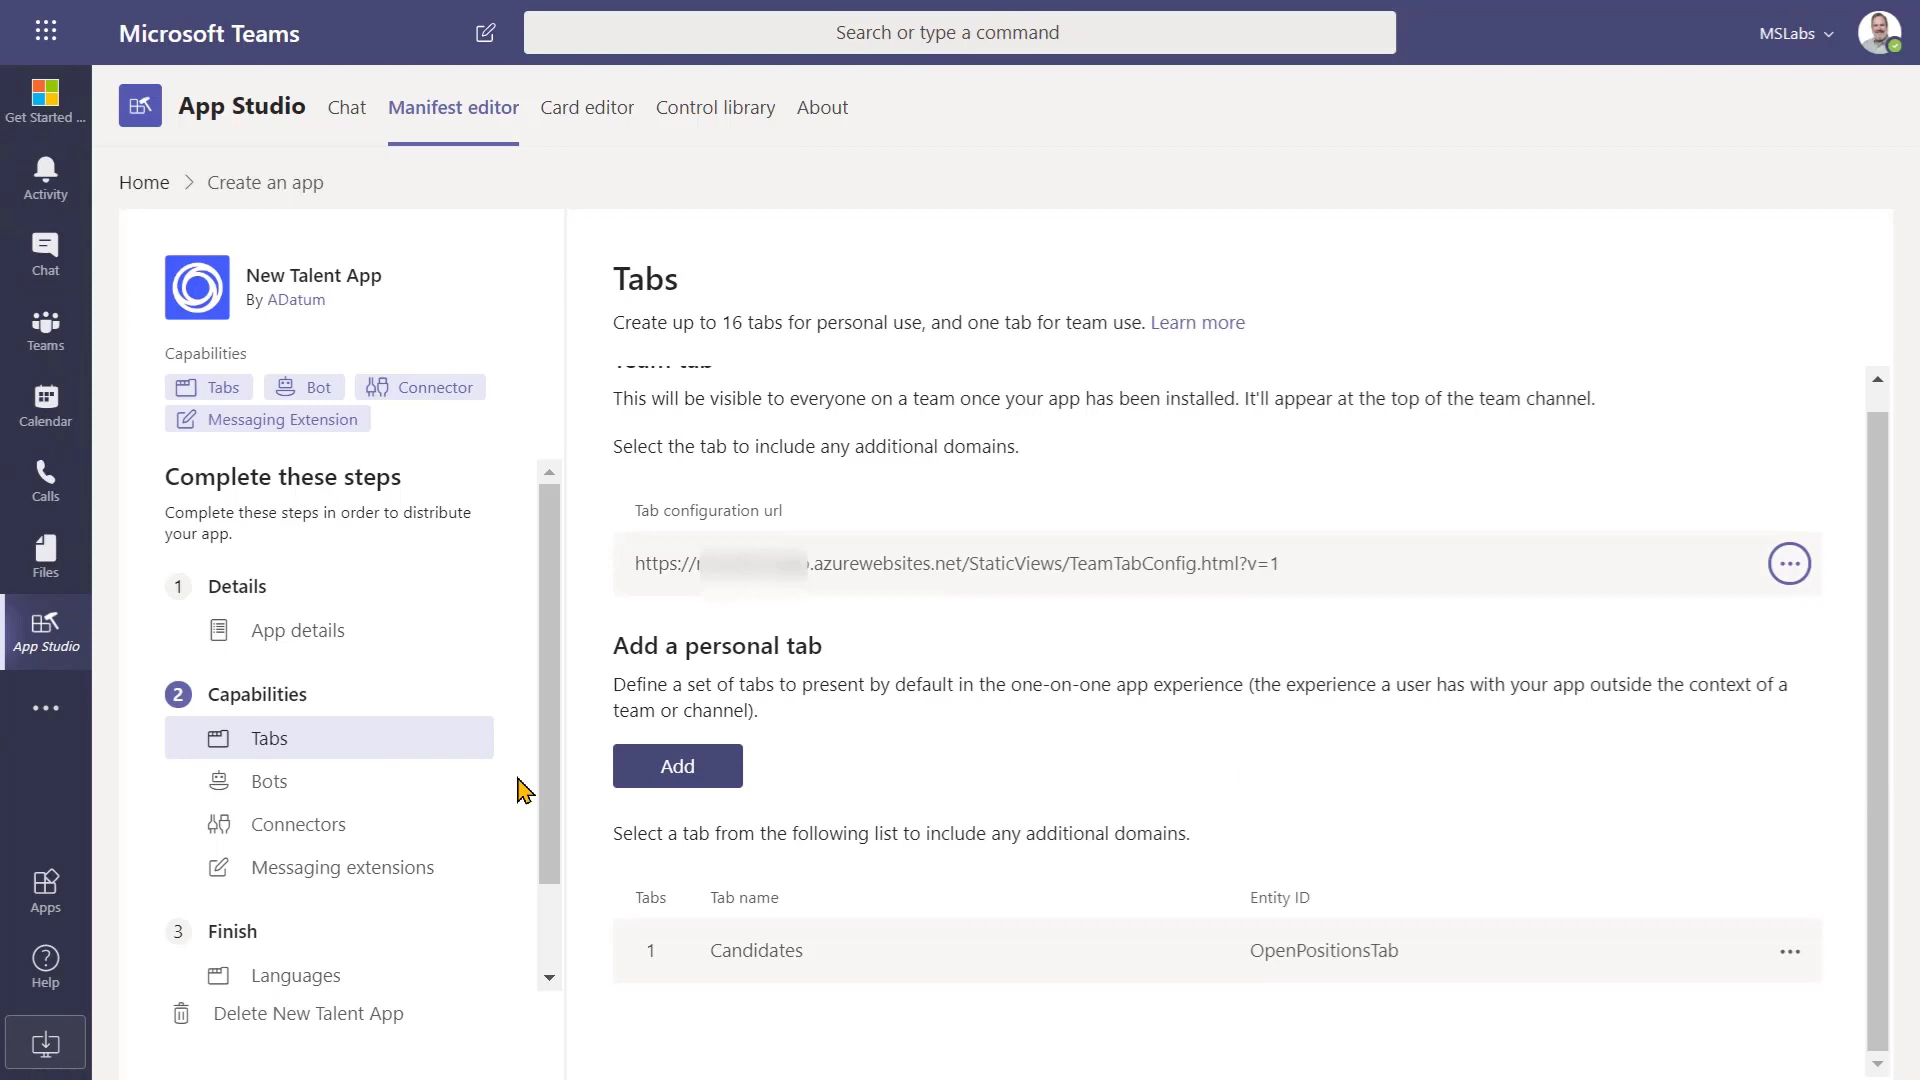 Microsoft Teams
Search or type a command
MSLabs
Get Started ...
Activity
Chat
Teams
Calendar
Calls
Files
App Studio
Apps
Help
App Studio
Chat
Manifest editor
Card editor
Control library
About
Home > Create an app
New Talent App
By ADatum
Capabilities
Tabs
Bot
Connector
Messaging Extension
Complete these steps
Complete these steps in order to distribute
your app.
1 Details
App details
2 Capabilities
Tabs
Bots
Connectors
Messaging extensions
3 Finish
Languages
Delete New Talent App
Tabs
Create up to 16 tabs for personal use, and one tab for team use. Learn more
This will be visible to everyone on a team once your app has been installed. It'll appear at the top of the team channel.
Select the tab to include any additional domains.
Tab configuration url
https:// .azurewebsites.net/StaticViews/TeamTabConfig.html?v=1
Add a personal tab
Define a set of tabs to present by default in the one-on-one app experience (the experience a user has with your app outside the context of a
team or channel).
Add
Select a tab from the following list to include any additional domains.
Tabs Tab name Entity ID
1 Candidates OpenPositionsTab